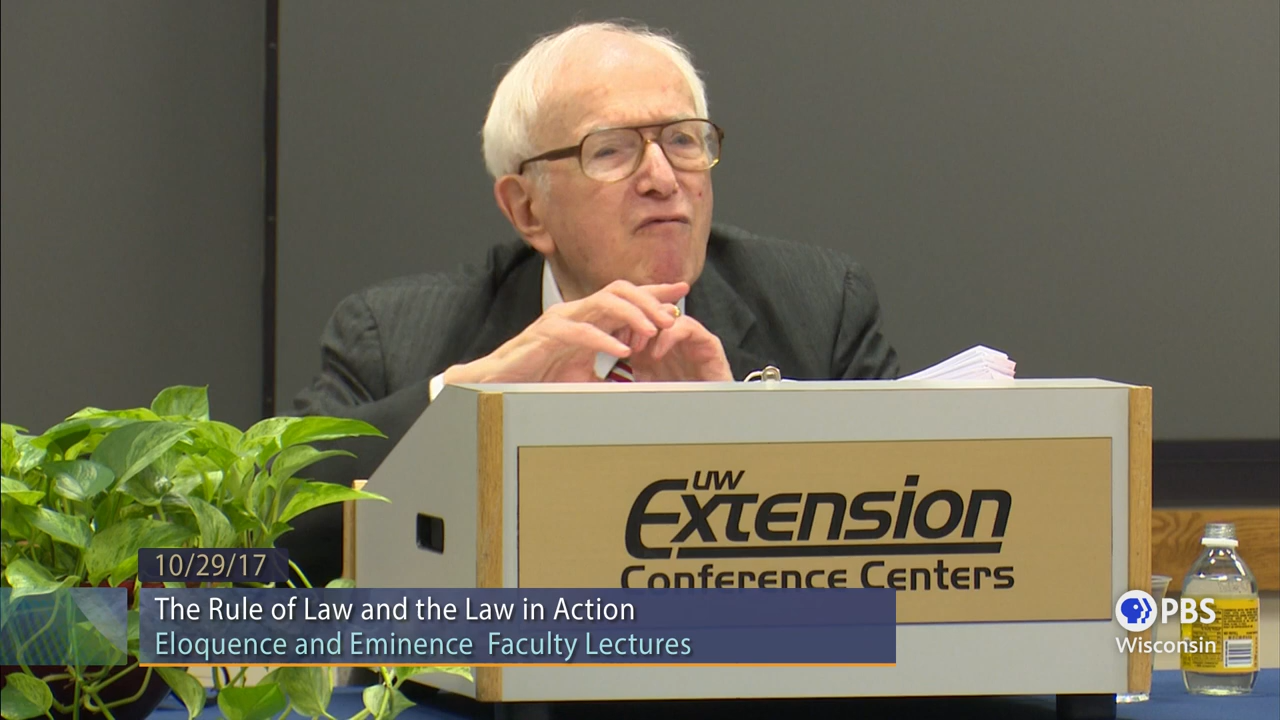 UW
Extension
Conference Centers
10/29/17
The Rule of Law and the Law in Action
Eloquence and Eminence Faculty Lectures
PBS
Wisconsin